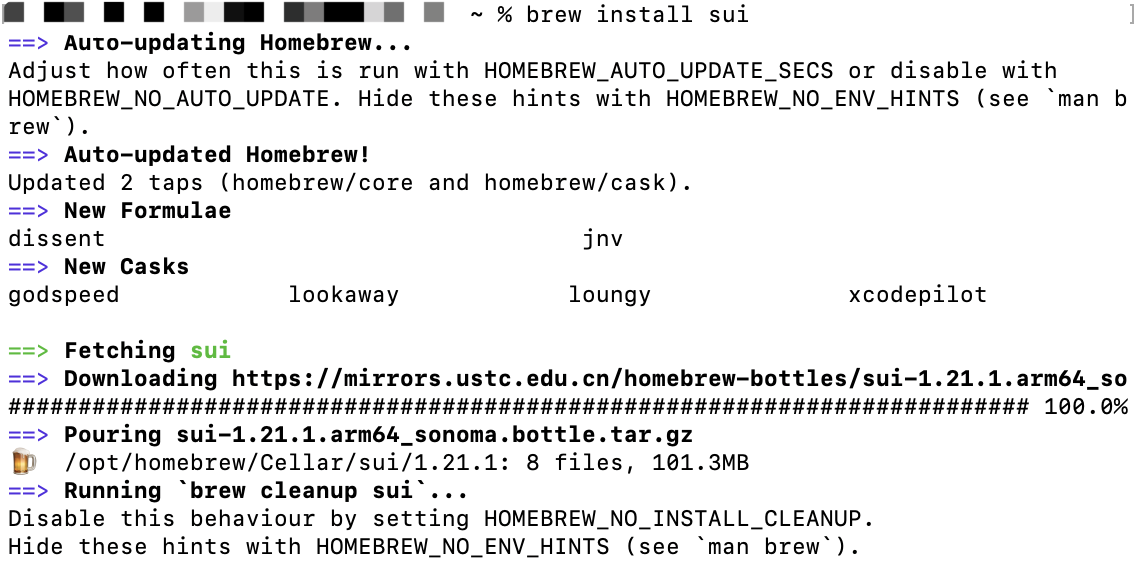 ~ % brew install sui
==> Auto-updating Homebrew...
Adjust how often this is run with HOMEBREW_AUTO_UPDATE_SECS or disable with
HOMEBREW_NO_AUTO_UPDATE. Hide these hints with HOMEBREW_NO_ENV_HINTS (see `man b
rew`).
==> Auto-updated Homebrew!
Updated 2 taps (homebrew/core and homebrew/cask).
==> New Formulae
dissent jnv
==> New Casks
godspeed lookaway loungy xcodepilot
==> Fetching sui
==> Downloading https://mirrors.ustc.edu.cn/homebrew-bottles/sui-1.21.1.arm64_so
######################################################################### 100.0%
==> Pouring sui-1.21.1.arm64_sonoma.bottle.tar.gz
🍺 /opt/homebrew/Cellar/sui/1.21.1: 8 files, 101.3MB
==> Running `brew cleanup sui`...
Disable this behaviour by setting HOMEBREW_NO_INSTALL_CLEANUP.
Hide these hints with HOMEBREW_NO_ENV_HINTS (see `man brew`).